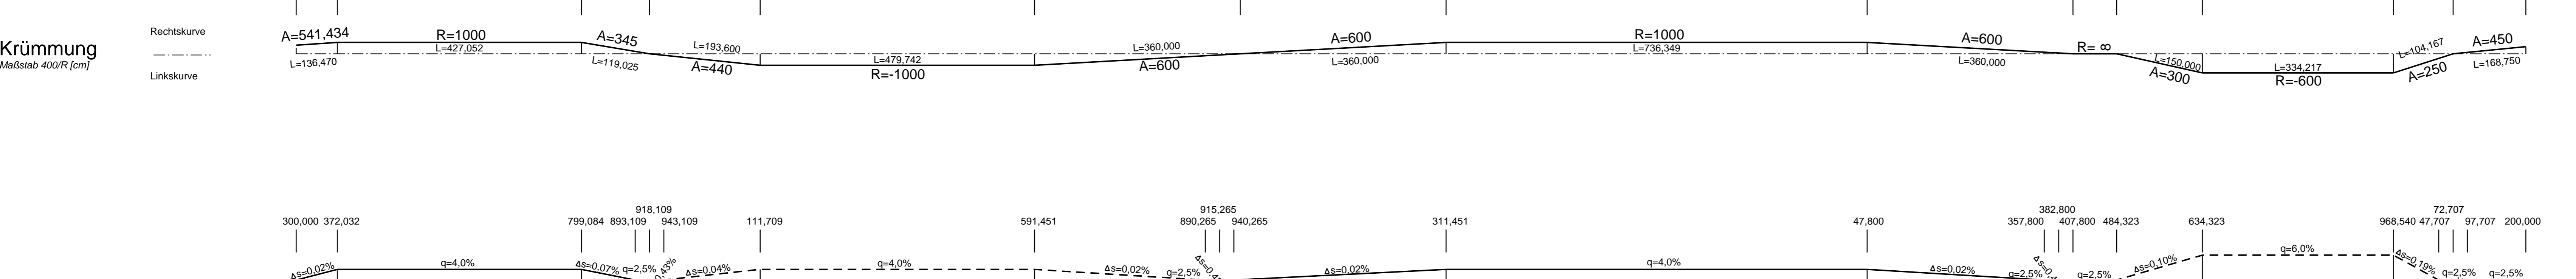 Krümmung
Maßstab 400/R [cm]
Rechtskurve
Linkskurve
A=541,434
L=136,470
R=1000
L=427,052
A=345
L=119,025
L=193,600
A=440
L=479,742
R=-1000
L=360,000
A=600
A=600
L=360,000
R=1000
L=736,349
A=600
L=360,000
R= ∞
L=150,000
A=300
L=334,217
R=-600
L=104,167
A=250
A=450
L=168,750
918,109 915,265 382,800 72,707
300,000 372,032 799,084 893,109 943,109 111,709 591,451 890,265 940,265 311,451 47,800 357,800 407,800 484,323 634,323 968,540 47,707 97,707 200,000
Δs=0,02%
q=4,0%
Δs=0,07%
q=2,5%
Δs=0,04%
q=4,0%
Δs=0,02%
q=2,5%
Δs=0,02%
q=4,0%
Δs=0,02%
q=2,5%
q=2,5%
Δs=0,10%
q=6,0%
Δs=0,19%
q=2,5%
q=2,5%